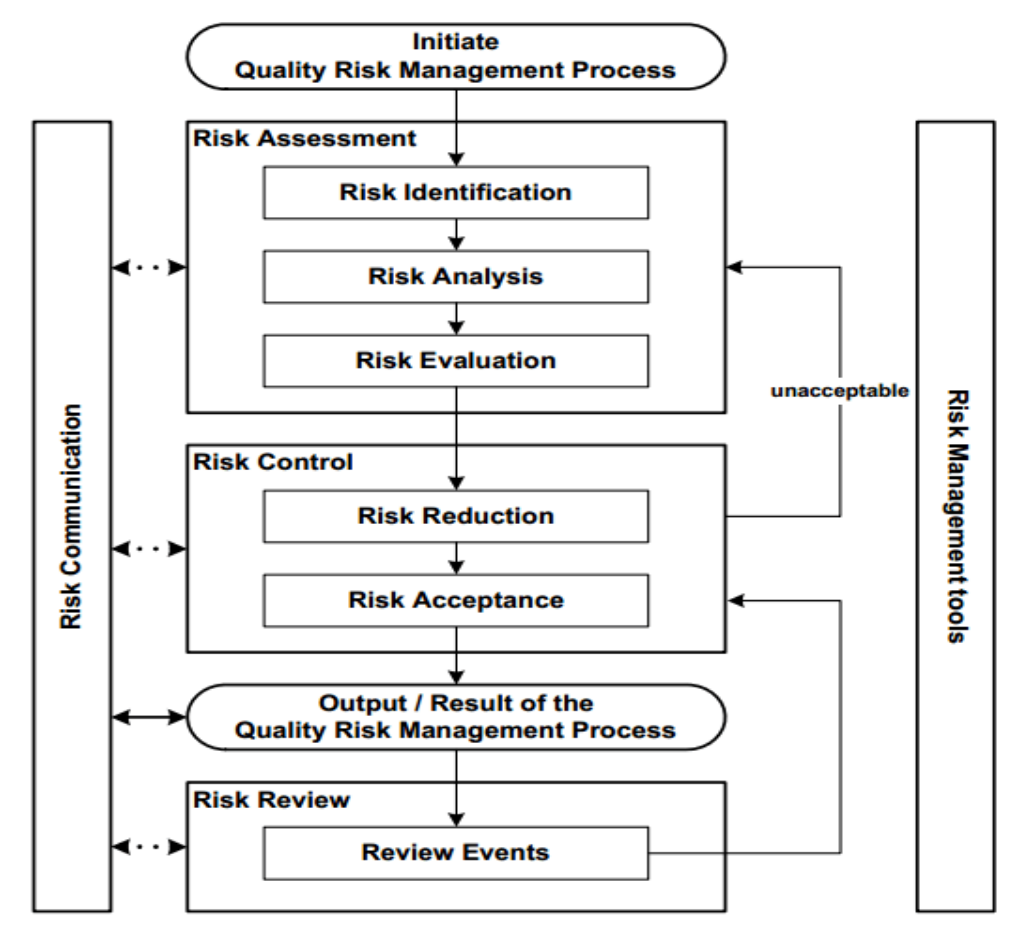 Initiate
Quality Risk Management Process
Risk Assessment
Risk Identification
Risk Analysis
Risk Evaluation
unacceptable
Risk Control
Risk Reduction
Risk Acceptance
Output / Result of the
Quality Risk Management Process
Risk Review
Review Events
Risk Communication
Risk Management tools